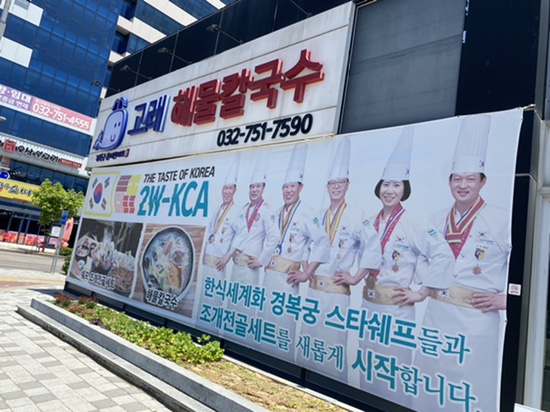 고래 해물칼국수
032-751-7590
THE TASTE OF KOREA
2W-KCA
해물칼국수
한식세계화 경복궁 스타쉐프들과
조개전골세트를 새롭게 시작합니다.
032-751-4555